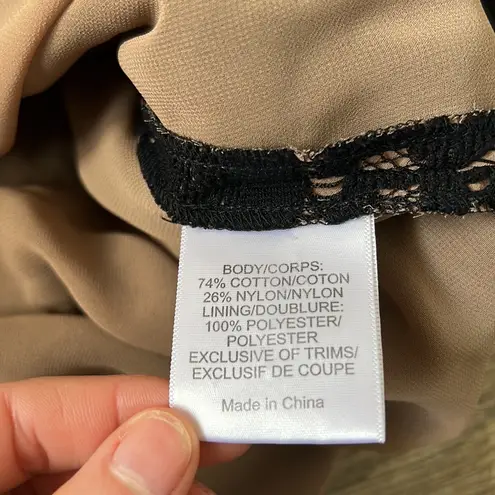 BODY/CORPS:
74% COTTON/COTON
26% NYLON/NYLON
LINING/DOUBLURE:
100% POLYESTER/
POLYESTER
EXCLUSIVE OF TRIMS/
EXCLUSIF DE COUPE
Made in China